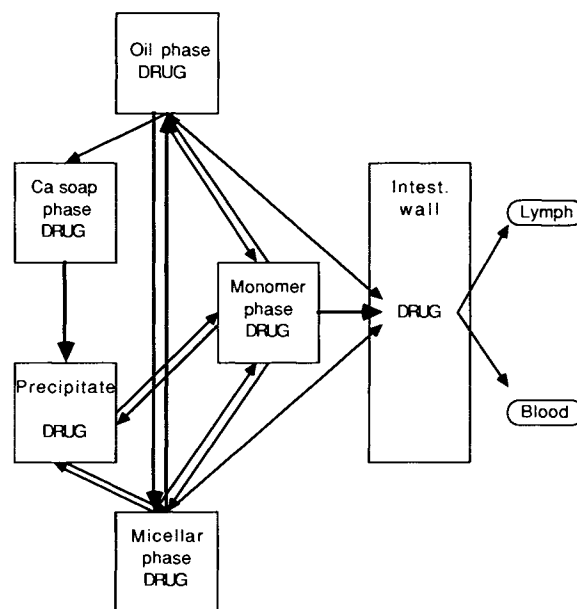 Oil phase
DRUG
Ca soap
phase
DRUG
Intest.
wall
DRUG
Lymph
Monomer
phase
DRUG
Precipitate
DRUG
Blood
Micellar
phase
DRUG